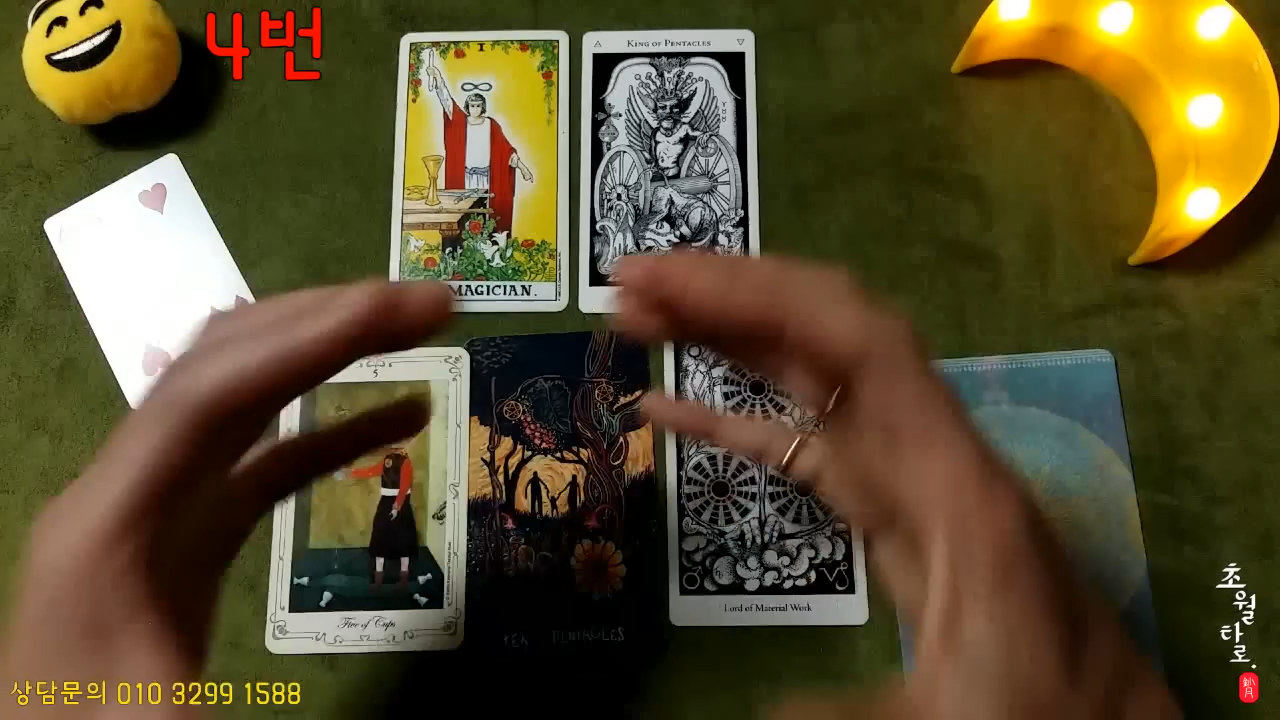 4번
I
MAGICIAN.
KING OF PENTACLES
5
Five of Cups
TEN PENTACLES
Lord of Material Work
초월타로.
상담문의 010 3299 1588